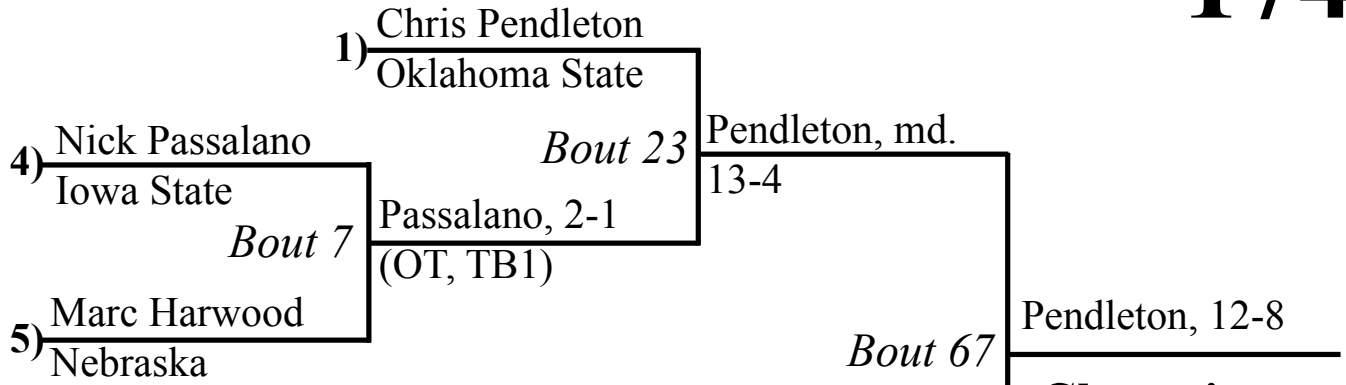 174
1) Chris Pendleton
Oklahoma State
4) Nick Passalano
Iowa State
Bout 23
Pendleton, md.
13-4
Bout 7
Passalano, 2-1
(OT, TB1)
5) Marc Harwood
Nebraska
Bout 67
Pendleton, 12-8